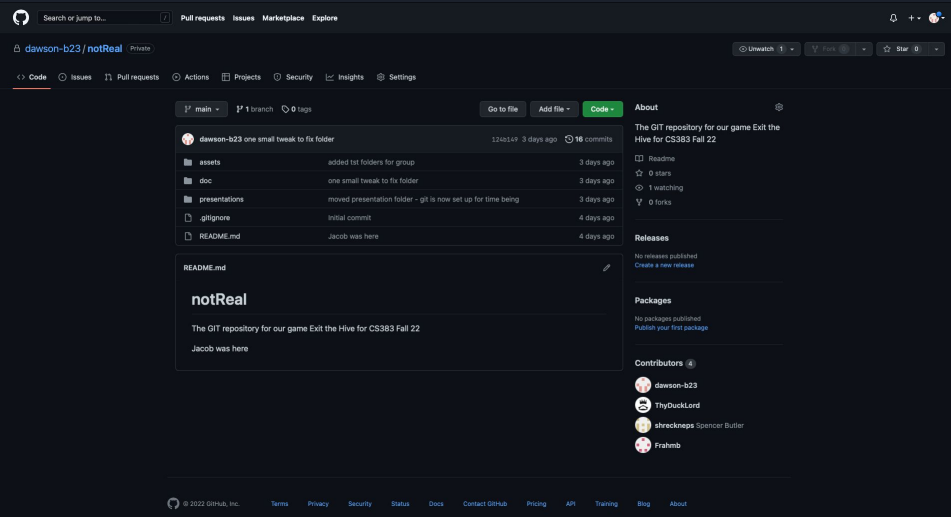 Search or jump to... /
Pull requests Issues Marketplace Explore
dawson-b23 / notReal Private
Unwatch 1 Fork 0 Star 0
Code Issues Pull requests Actions Projects Security Insights Settings
main 1 branch 0 tags Go to file Add file Code
dawson-b23 one small tweak to fix folder 124b149 3 days ago 16 commits
assets added tst folders for group 3 days ago
doc one small tweak to fix folder 3 days ago
presentations moved presentation folder - git is now set up for time being 3 days ago
.gitignore Initial commit 4 days ago
README.md Jacob was here 4 days ago
README.md
notReal
The GIT repository for our game Exit the Hive for CS383 Fall 22
Jacob was here
About
The GIT repository for our game Exit the
Hive for CS383 Fall 22
Readme
0 stars
1 watching
0 forks
Releases
No releases published
Create a new release
Packages
No packages published
Publish your first package
Contributors 4
dawson-b23
ThyDuckLord
shreckneps Spencer Butler
Frahmb
© 2022 GitHub, Inc. Terms Privacy Security Status Docs Contact GitHub Pricing API Training Blog About